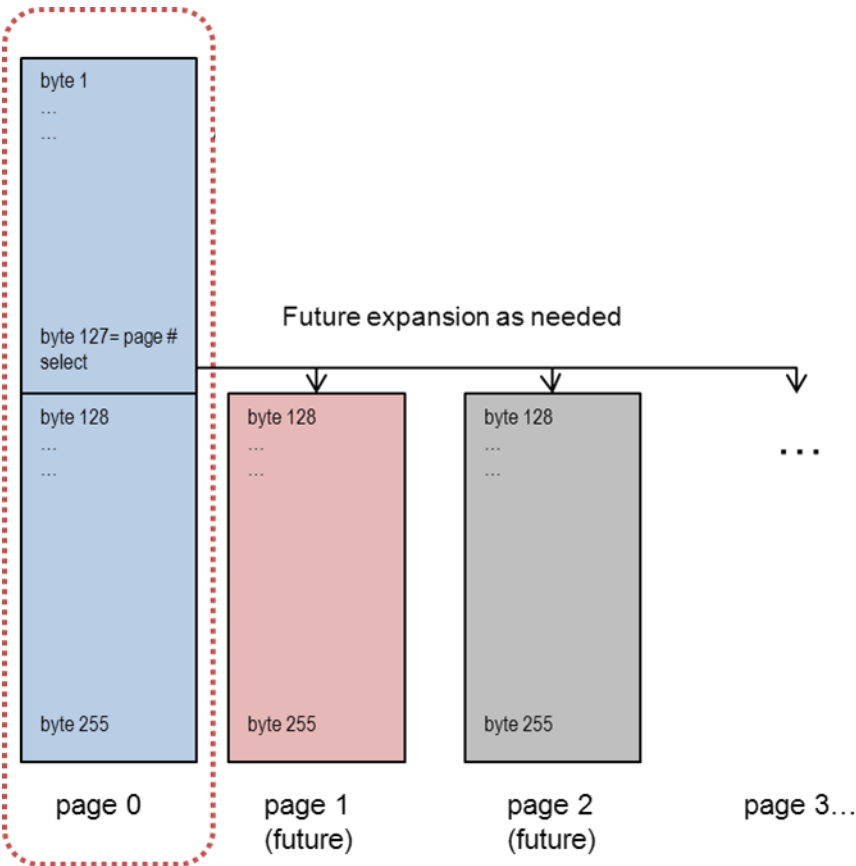 byte 1
...
...
byte 127= page #
select
Future expansion as needed
byte 128
...
...
byte 255
byte 128
...
...
byte 255
byte 128
...
...
byte 255
...
page 0
page 1
(future)
page 2
(future)
page 3...